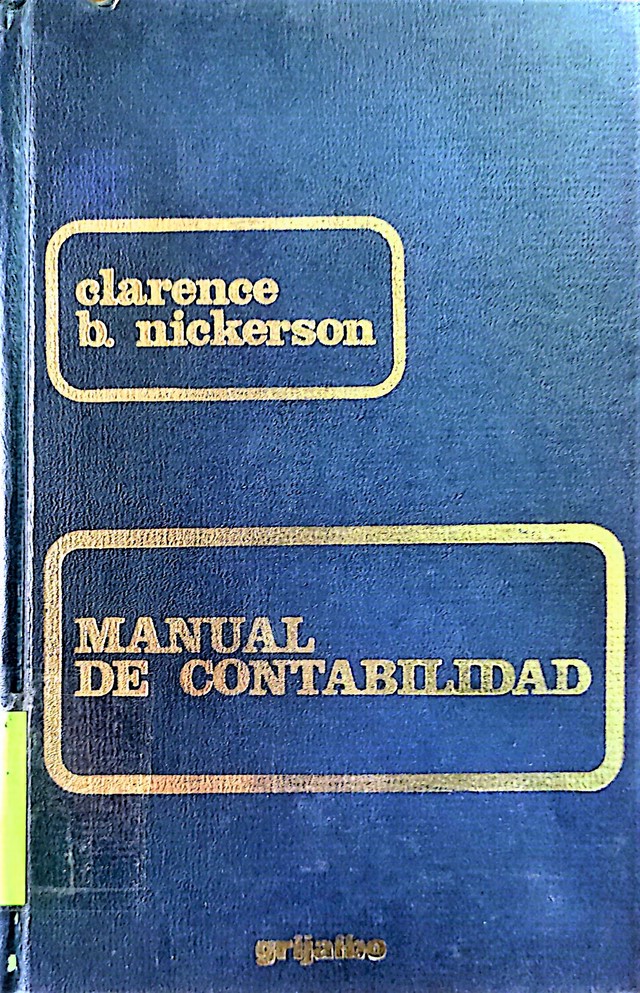 clarence
b. nickerson
MANUAL
DE CONTABILIDAD
grijalbo